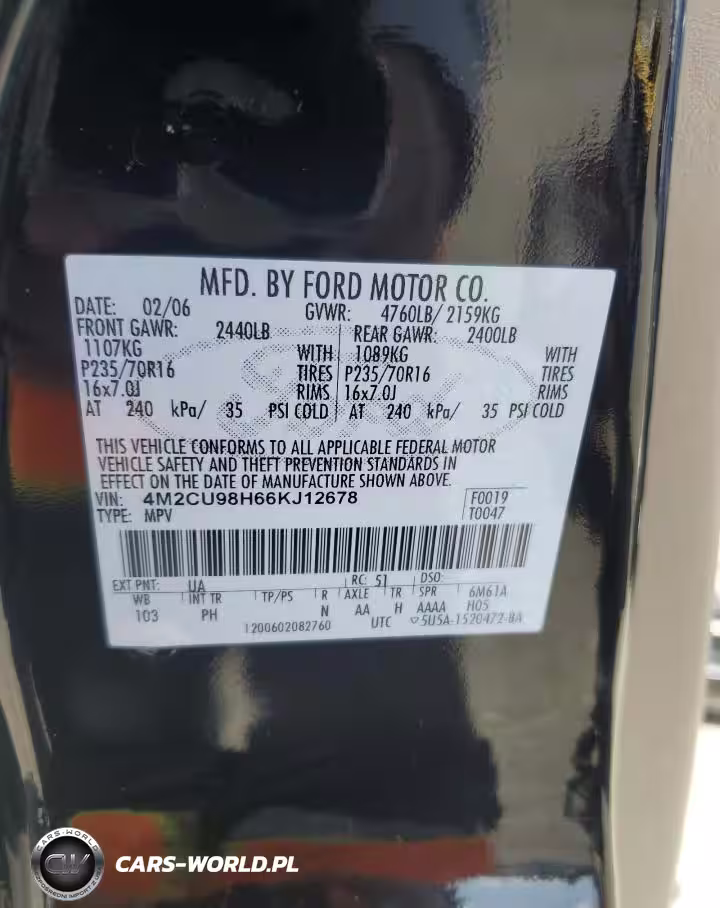 MFD. BY FORD MOTOR CO.
DATE: 02/06 GVWR: 4760LB/ 2159KG
FRONT GAWR: 2440LB REAR GAWR: 2400LB
1107KG WITH 1089KG WITH
P235/70R16 TIRES P235/70R16 TIRES
16x7.0J RIMS 16x7.0J RIMS
AT 240 kPa/ 35 PSI COLD AT 240 kPa/ 35 PSI COLD
THIS VEHICLE CONFORMS TO ALL APPLICABLE FEDERAL MOTOR
VEHICLE SAFETY AND THEFT PREVENTION STANDARDS IN
EFFECT ON THE DATE OF MANUFACTURE SHOWN ABOVE.
VIN: 4M2CU98H66KJ12678 F0019
TYPE: MPV T0047
EXT PNT: UA RC: 51 DSO:
WB INT TR TP/PS R AXLE TR SPR 6M61A
103 PH N AA H AAAA H05
1200602082760 UTC 5U5A-1520472-BA
CARS-WORLD
CW
CARS-WORLD.PL